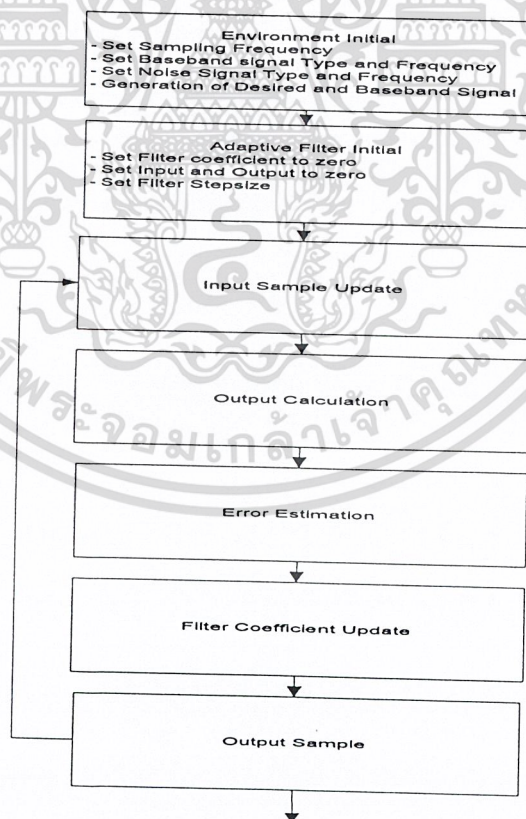 Environment Initial
- Set Sampling Frequency
- Set Baseband signal Type and Frequency
- Set Noise Signal Type and Frequency
- Generation of Desired and Baseband Signal
Adaptive Filter Initial
- Set Filter coefficient to zero
- Set Input and Output to zero
- Set Filter Stepsize
Input Sample Update
Output Calculation
Error Estimation
Filter Coefficient Update
Output Sample